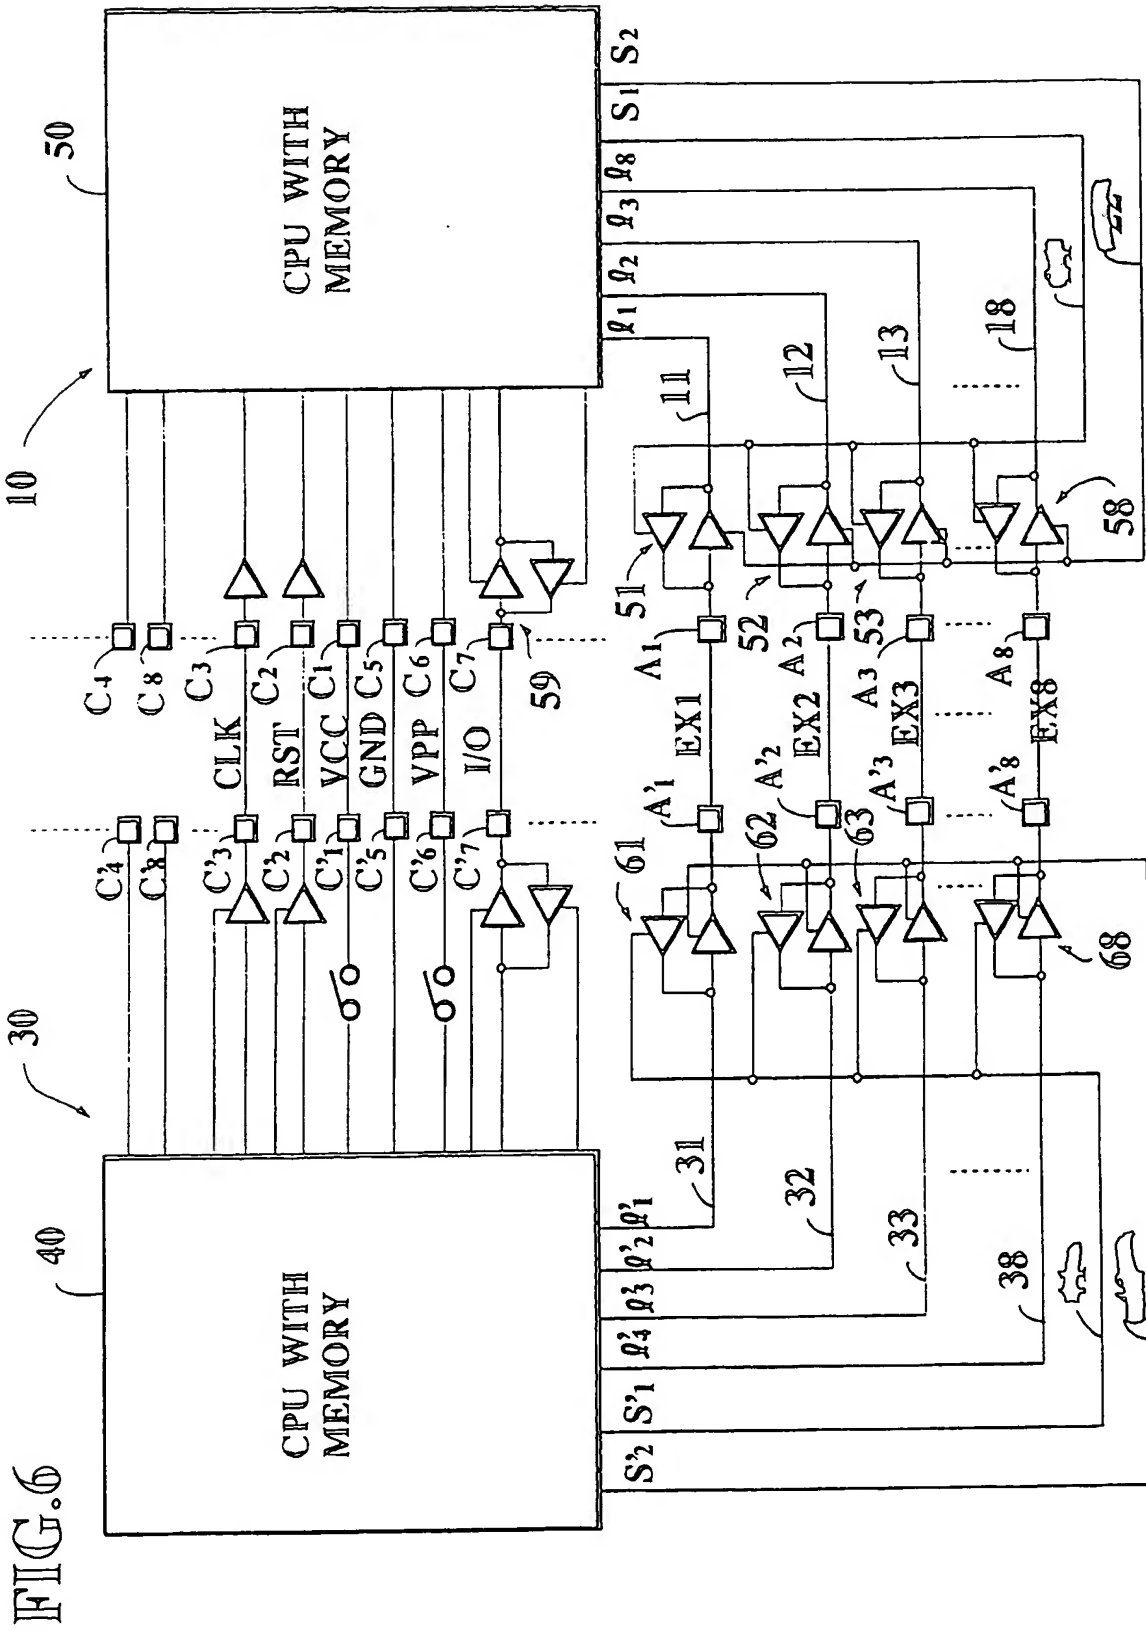 FIG.6
30
10
40
CPU WITH
MEMORY
50
CPU WITH
MEMORY
C'4
C4
C'8
C8
C'3
CLK
C3
C'2
RST
C2
C'1
VCC
C1
C'5
GND
C5
C'6
VPP
C6
C'7
I/O
C7
59
S'2
S'1
ℓ'4
ℓ'3
ℓ'2
ℓ'1
ℓ1
ℓ2
ℓ3
ℓ8
S1
S2
31
61
A'1
EX1
A1
51
11
32
62
A'2
EX2
A2
52
12
33
63
A'3
EX3
A3
53
13
38
68
A'8
EX8
A8
58
18